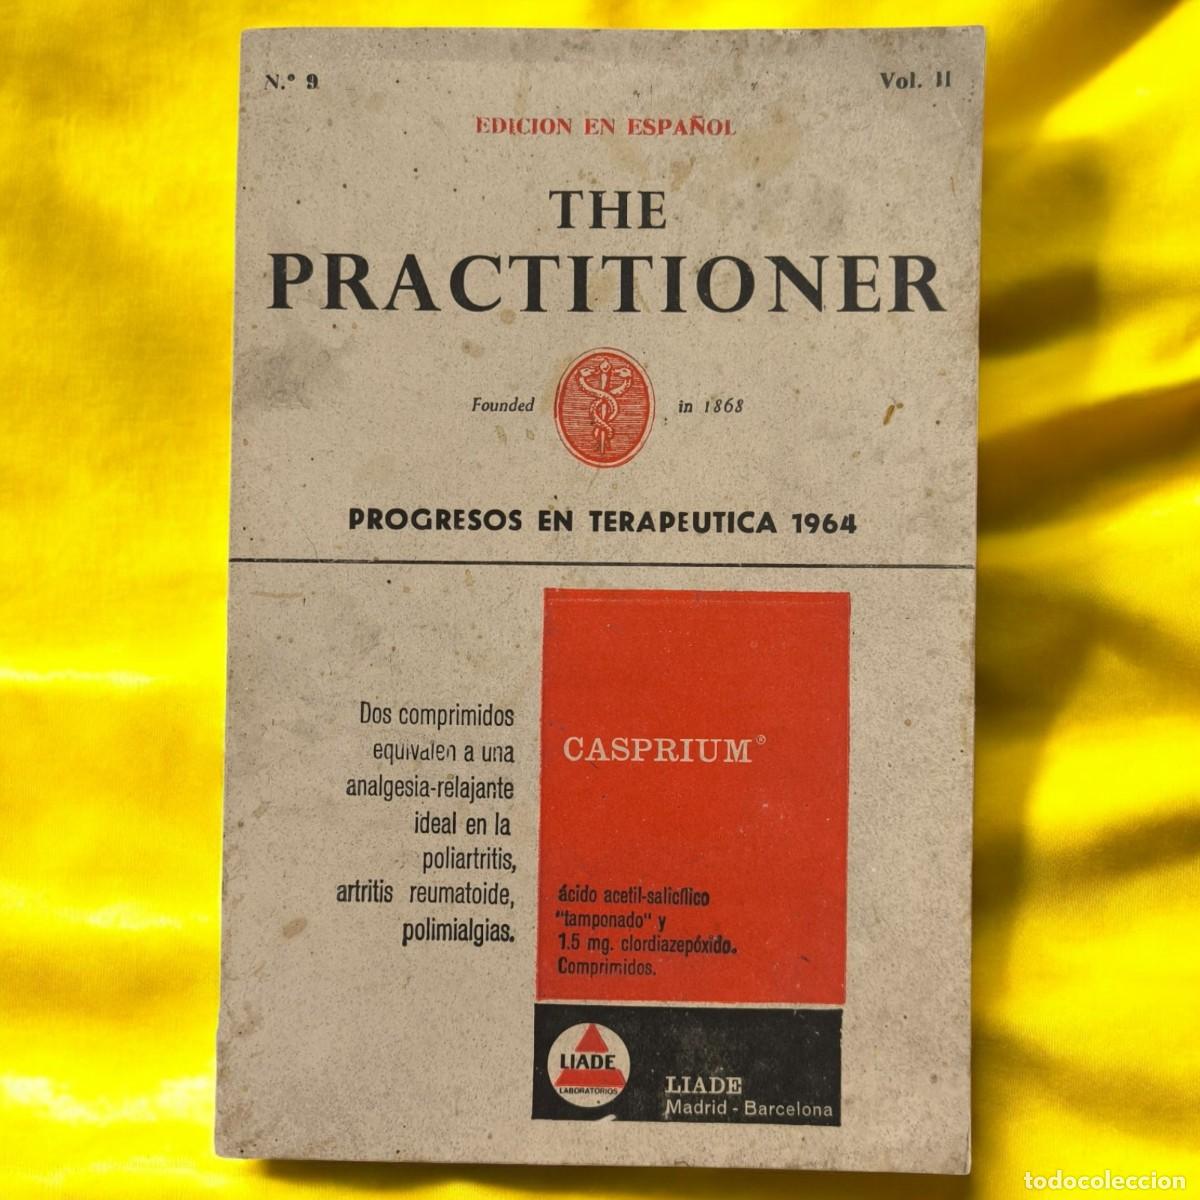 N.º 9 Vol. II
EDICION EN ESPAÑOL
THE
PRACTITIONER
Founded in 1868
PROGRESOS EN TERAPEUTICA 1964
Dos comprimidos
equivalen a una
analgesia-relajante
ideal en la
poliartritis,
artritis reumatoide,
polimialgias.
CASPRIUM®
ácido acetil-salicílico
"tamponado" y
1.5 mg. clordiazepóxido.
Comprimidos.
LIADE
LABORATORIOS
LIADE
Madrid - Barcelona
todocoleccion